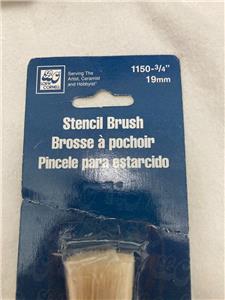 Serving The
Artist, Ceramist
and Hobbyist
1150-3/4"
19mm
Stencil Brush
Brosse à pochoir
Pincele para estarcido